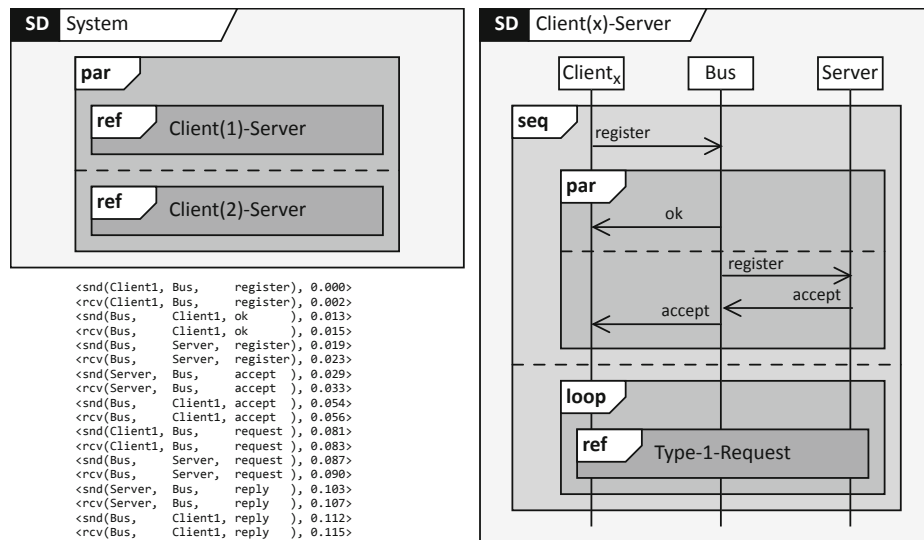 SD System
par
ref Client(1)-Server
ref Client(2)-Server
<snd(Client1, Bus,     register), 0.000>
<rcv(Client1, Bus,     register), 0.002>
<snd(Bus,     Client1, ok      ), 0.013>
<rcv(Bus,     Client1, ok      ), 0.015>
<snd(Bus,     Server,  register), 0.019>
<rcv(Bus,     Server,  register), 0.023>
<snd(Server,  Bus,     accept  ), 0.029>
<rcv(Server,  Bus,     accept  ), 0.033>
<snd(Bus,     Client1, accept  ), 0.054>
<rcv(Bus,     Client1, accept  ), 0.056>
<snd(Client1, Bus,     request ), 0.081>
<rcv(Client1, Bus,     request ), 0.083>
<snd(Bus,     Server,  request ), 0.087>
<rcv(Bus,     Server,  request ), 0.090>
<snd(Server,  Bus,     reply   ), 0.103>
<rcv(Server,  Bus,     reply   ), 0.107>
<snd(Bus,     Client1, reply   ), 0.112>
<rcv(Bus,     Client1, reply   ), 0.115>
SD Client(x)-Server
Clientx Bus Server
seq
register
par
ok
register
accept
accept
loop
ref Type-1-Request